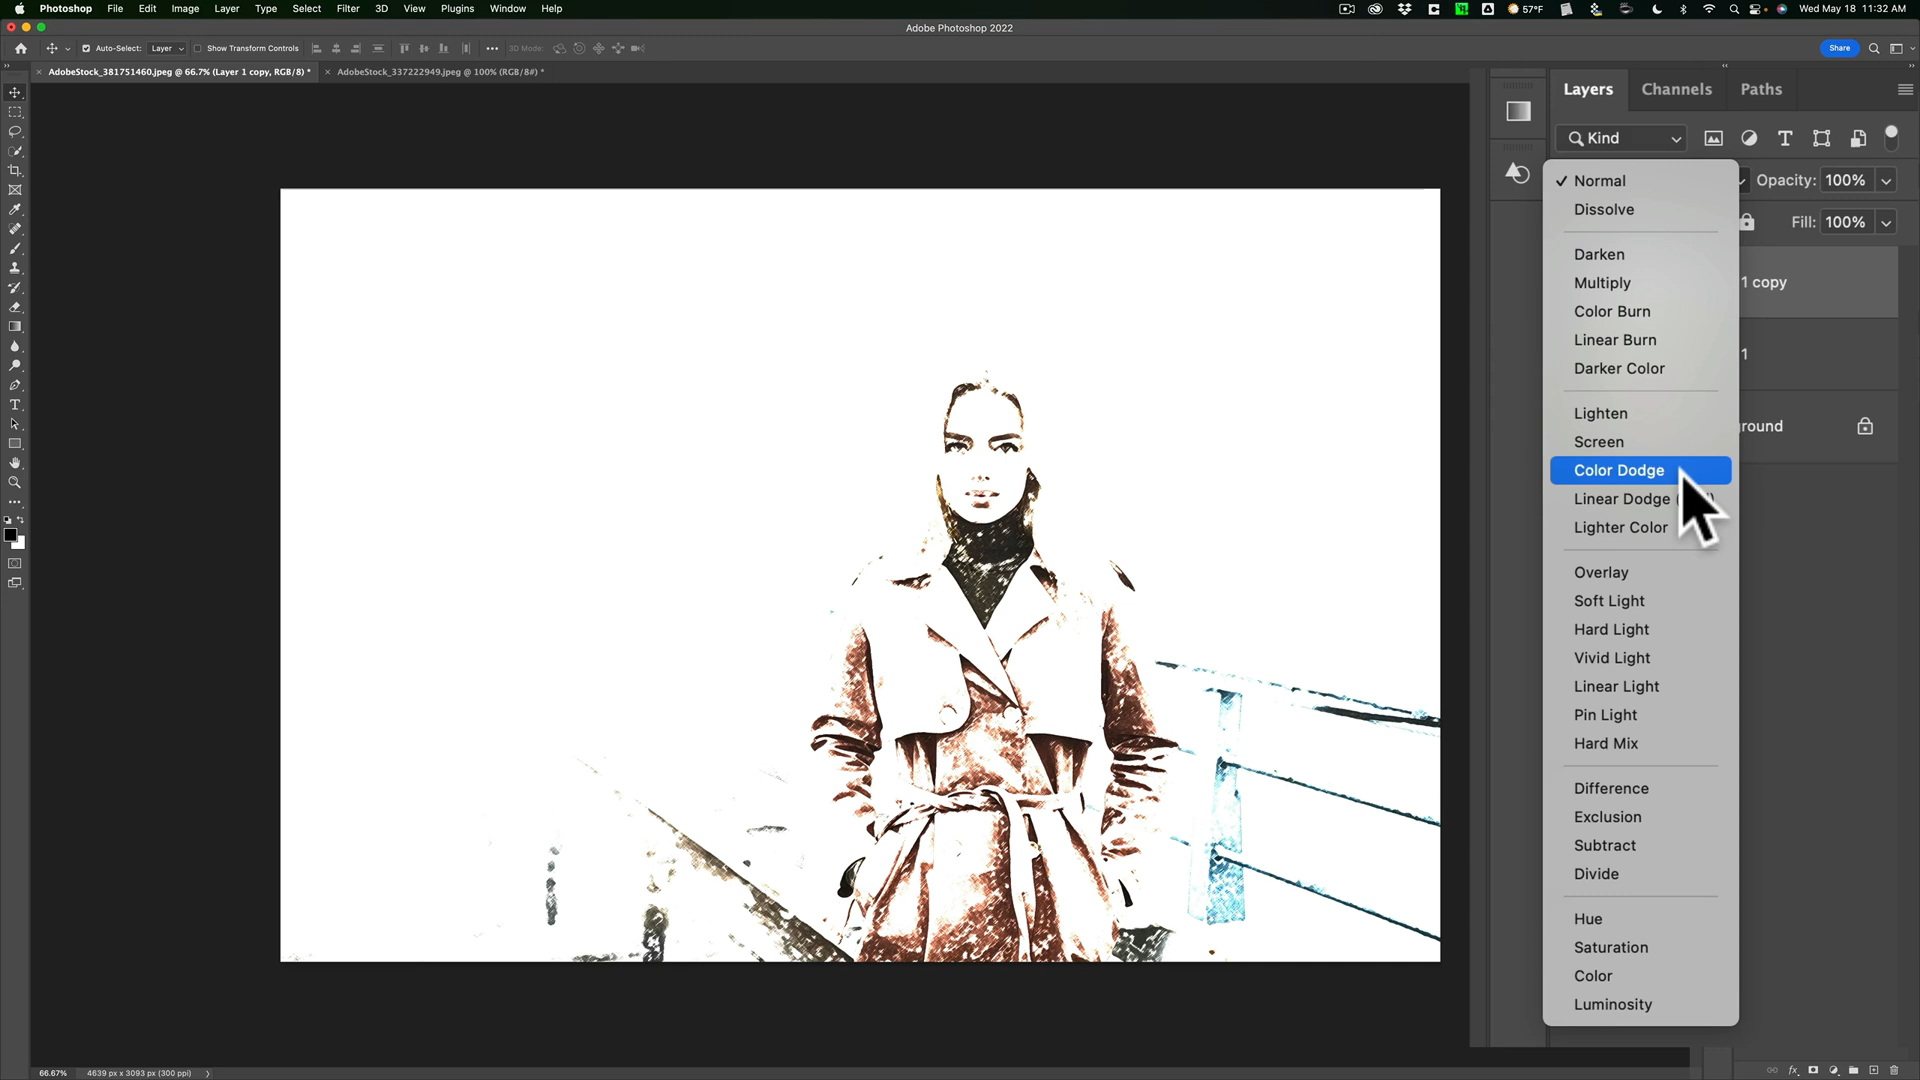 Photoshop File Edit Image Layer Type Select Filter 3D View Plugins Window Help 57°F Wed May 18 11:32 AM
Adobe Photoshop 2022
Auto-Select: Layer Show Transform Controls 3D Mode: Share
× AdobeStock_381751460.jpeg @ 66.7% (Layer 1 copy, RGB/8) * × AdobeStock_337222949.jpeg @ 100% (RGB/8#) *
Layers Channels Paths
Kind
Normal Opacity: 100%
Dissolve
Fill: 100%
Darken
Multiply 1 copy
Color Burn
Linear Burn
1
Darker Color
Lighten
ground
Screen
Color Dodge
Linear Dodge
Lighter Color
Overlay
Soft Light
Hard Light
Vivid Light
Linear Light
Pin Light
Hard Mix
Difference
Exclusion
Subtract
Divide
Hue
Saturation
Color
Luminosity
66.67% 4639 px x 3093 px (300 ppi) fx